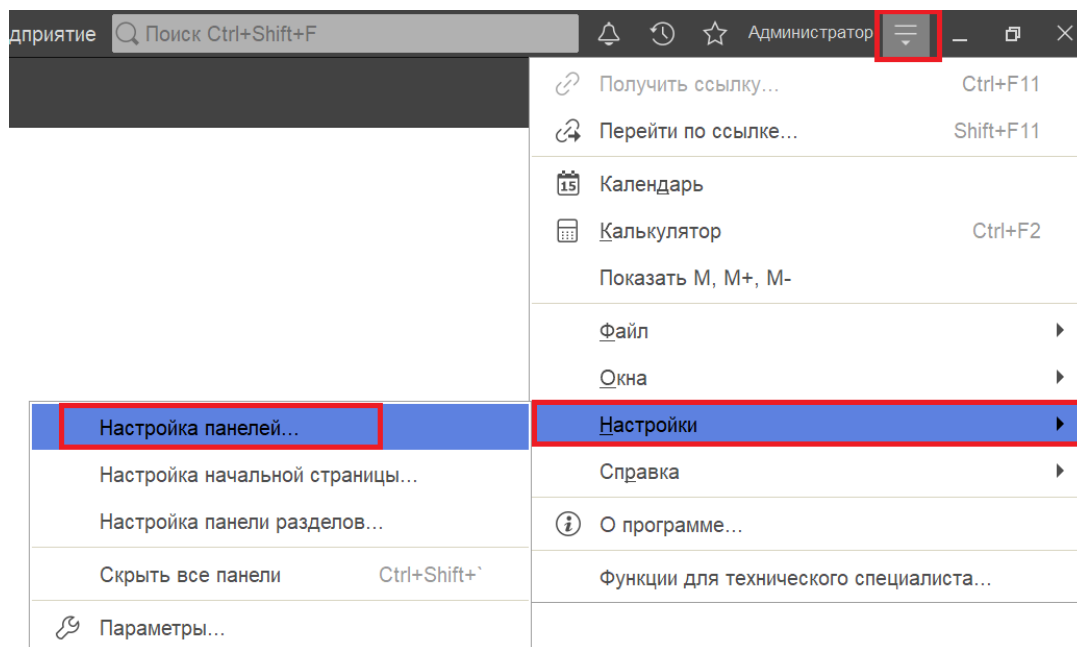 дприятие Поиск Ctrl+Shift+F Администратор
Получить ссылку... Ctrl+F11
Перейти по ссылке... Shift+F11
15 Календарь
Калькулятор Ctrl+F2
Показать M, M+, M-
Файл
Окна
Настройки
Справка
О программе...
Функции для технического специалиста...
Настройка панелей...
Настройка начальной страницы...
Настройка панели разделов...
Скрыть все панели Ctrl+Shift+`
Параметры...